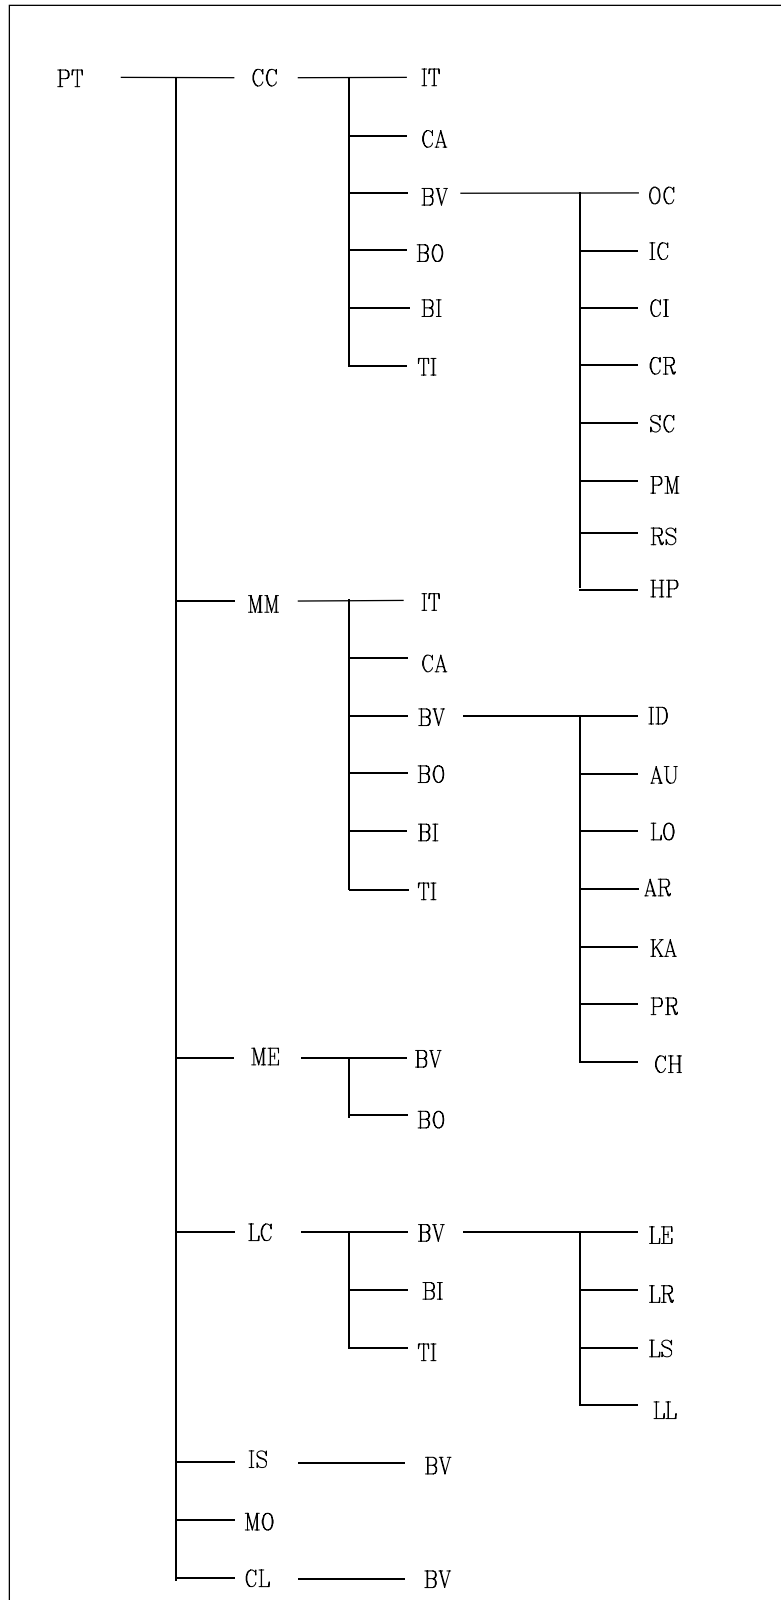 PT CC IT
CA
BV OC
BO IC
BI CI
TI CR
SC
PM
RS
MM IT HP
CA
BV ID
BO AU
BI LO
TI AR
KA
PR
ME BV CH
BO
LC BV LE
BI LR
TI LS
LL
IS BV
MO
CL BV